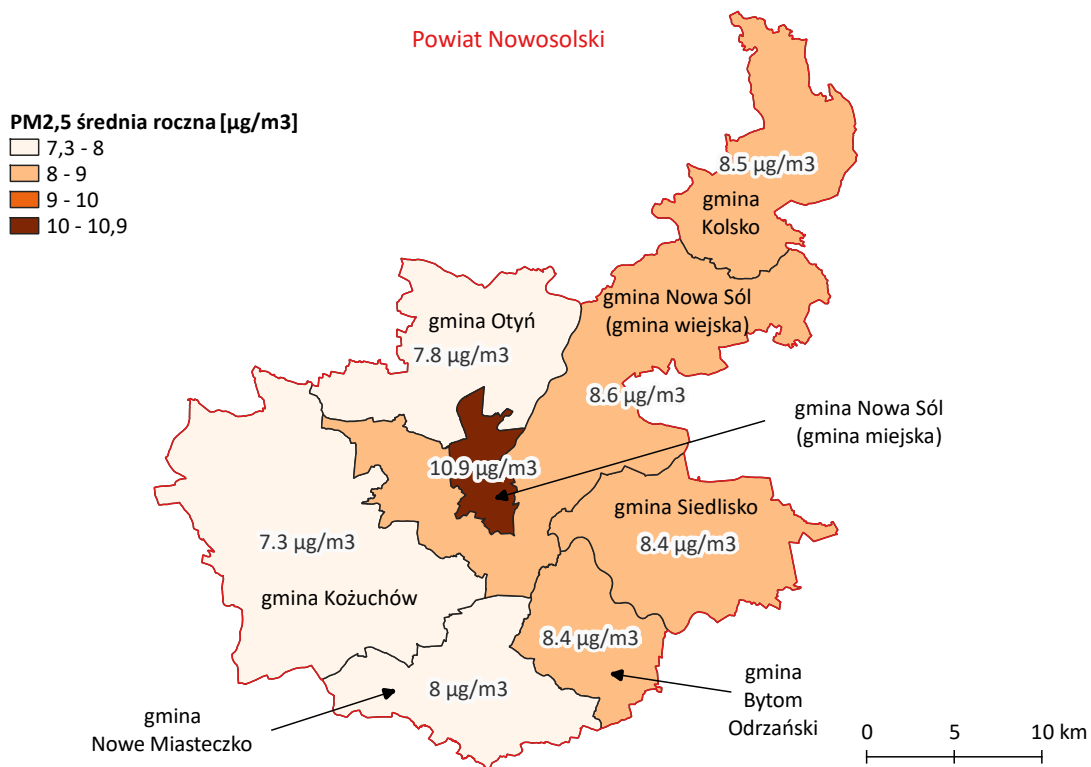 Powiat Nowosolski
PM2,5 średnia roczna [µg/m3]
7,3 - 8
8 - 9
9 - 10
10 - 10,9
8.5 µg/m3
gmina
Kolsko
gmina Nowa Sól
(gmina wiejska)
gmina Otyń
7.8 µg/m3
8.6 µg/m3
gmina Nowa Sól
(gmina miejska)
10.9 µg/m3
gmina Siedlisko
8.4 µg/m3
7.3 µg/m3
gmina Kożuchów
8.4 µg/m3
gmina
Bytom
Odrzański
8 µg/m3
gmina
Nowe Miasteczko
0 5 10 km